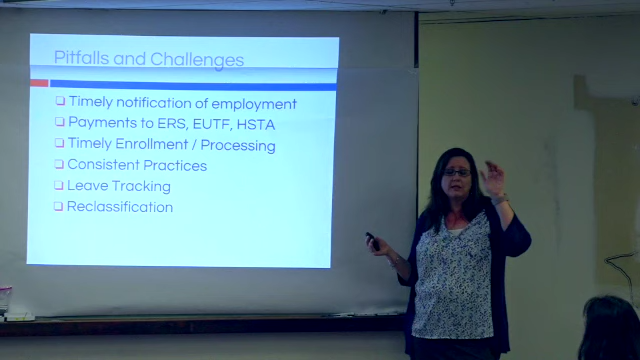 Pitfalls and Challenges
Timely notification of employment
Payments to ERS, EUTF, HSTA
Timely Enrollment / Processing
Consistent Practices
Leave Tracking
Reclassification